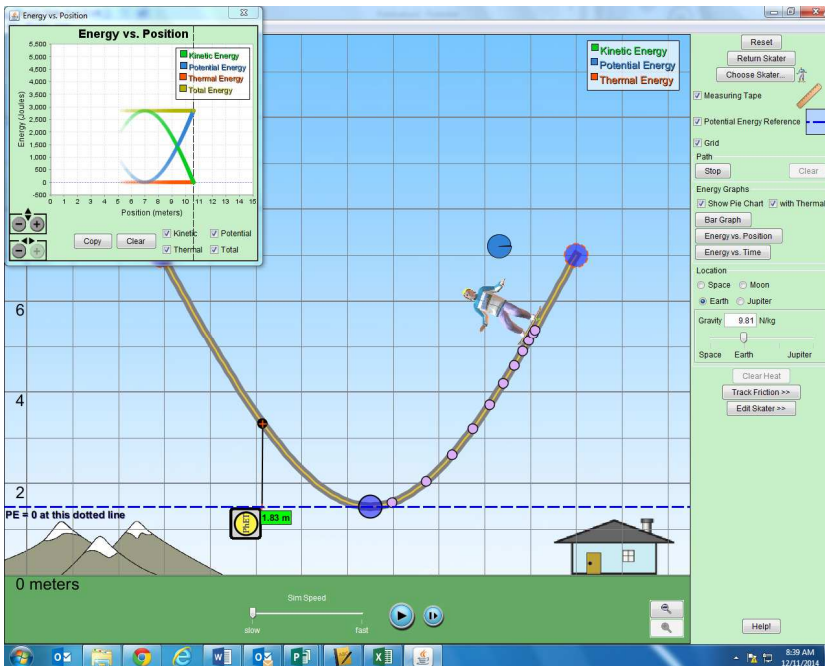 Energy vs. Position
Energy vs. Position
Energy (Joules)
5,500
5,000
4,500
4,000
3,500
3,000
2,500
2,000
1,500
1,000
500
0
-500
Kinetic Energy
Potential Energy
Thermal Energy
Total Energy
0 1 2 3 4 5 6 7 8 9 10 11 12 13 14 15
Position (meters)
Copy
Clear
Kinetic
Potential
Thermal
Total
Kinetic Energy
Potential Energy
Thermal Energy
6
4
2
PE = 0 at this dotted line
PhET
1.83 m
0 meters
Sim Speed
slow
fast
Reset
Return Skater
Choose Skater...
Measuring Tape
Potential Energy Reference
Grid
Path
Stop
Clear
Energy Graphs
Show Pie Chart
with Thermal
Bar Graph
Energy vs. Position
Energy vs. Time
Location
Space
Moon
Earth
Jupiter
Gravity
9.81
N/kg
Space
Earth
Jupiter
Clear Heat
Track Friction >>
Edit Skater >>
Help!
8:39 AM
12/11/2014